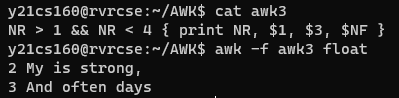 y21cs160@rvrcse:~/AWK$ cat awk3
NR > 1 && NR < 4 { print NR, $1, $3, $NF }
y21cs160@rvrcse:~/AWK$ awk -f awk3 float
2 My is strong,
3 And often days